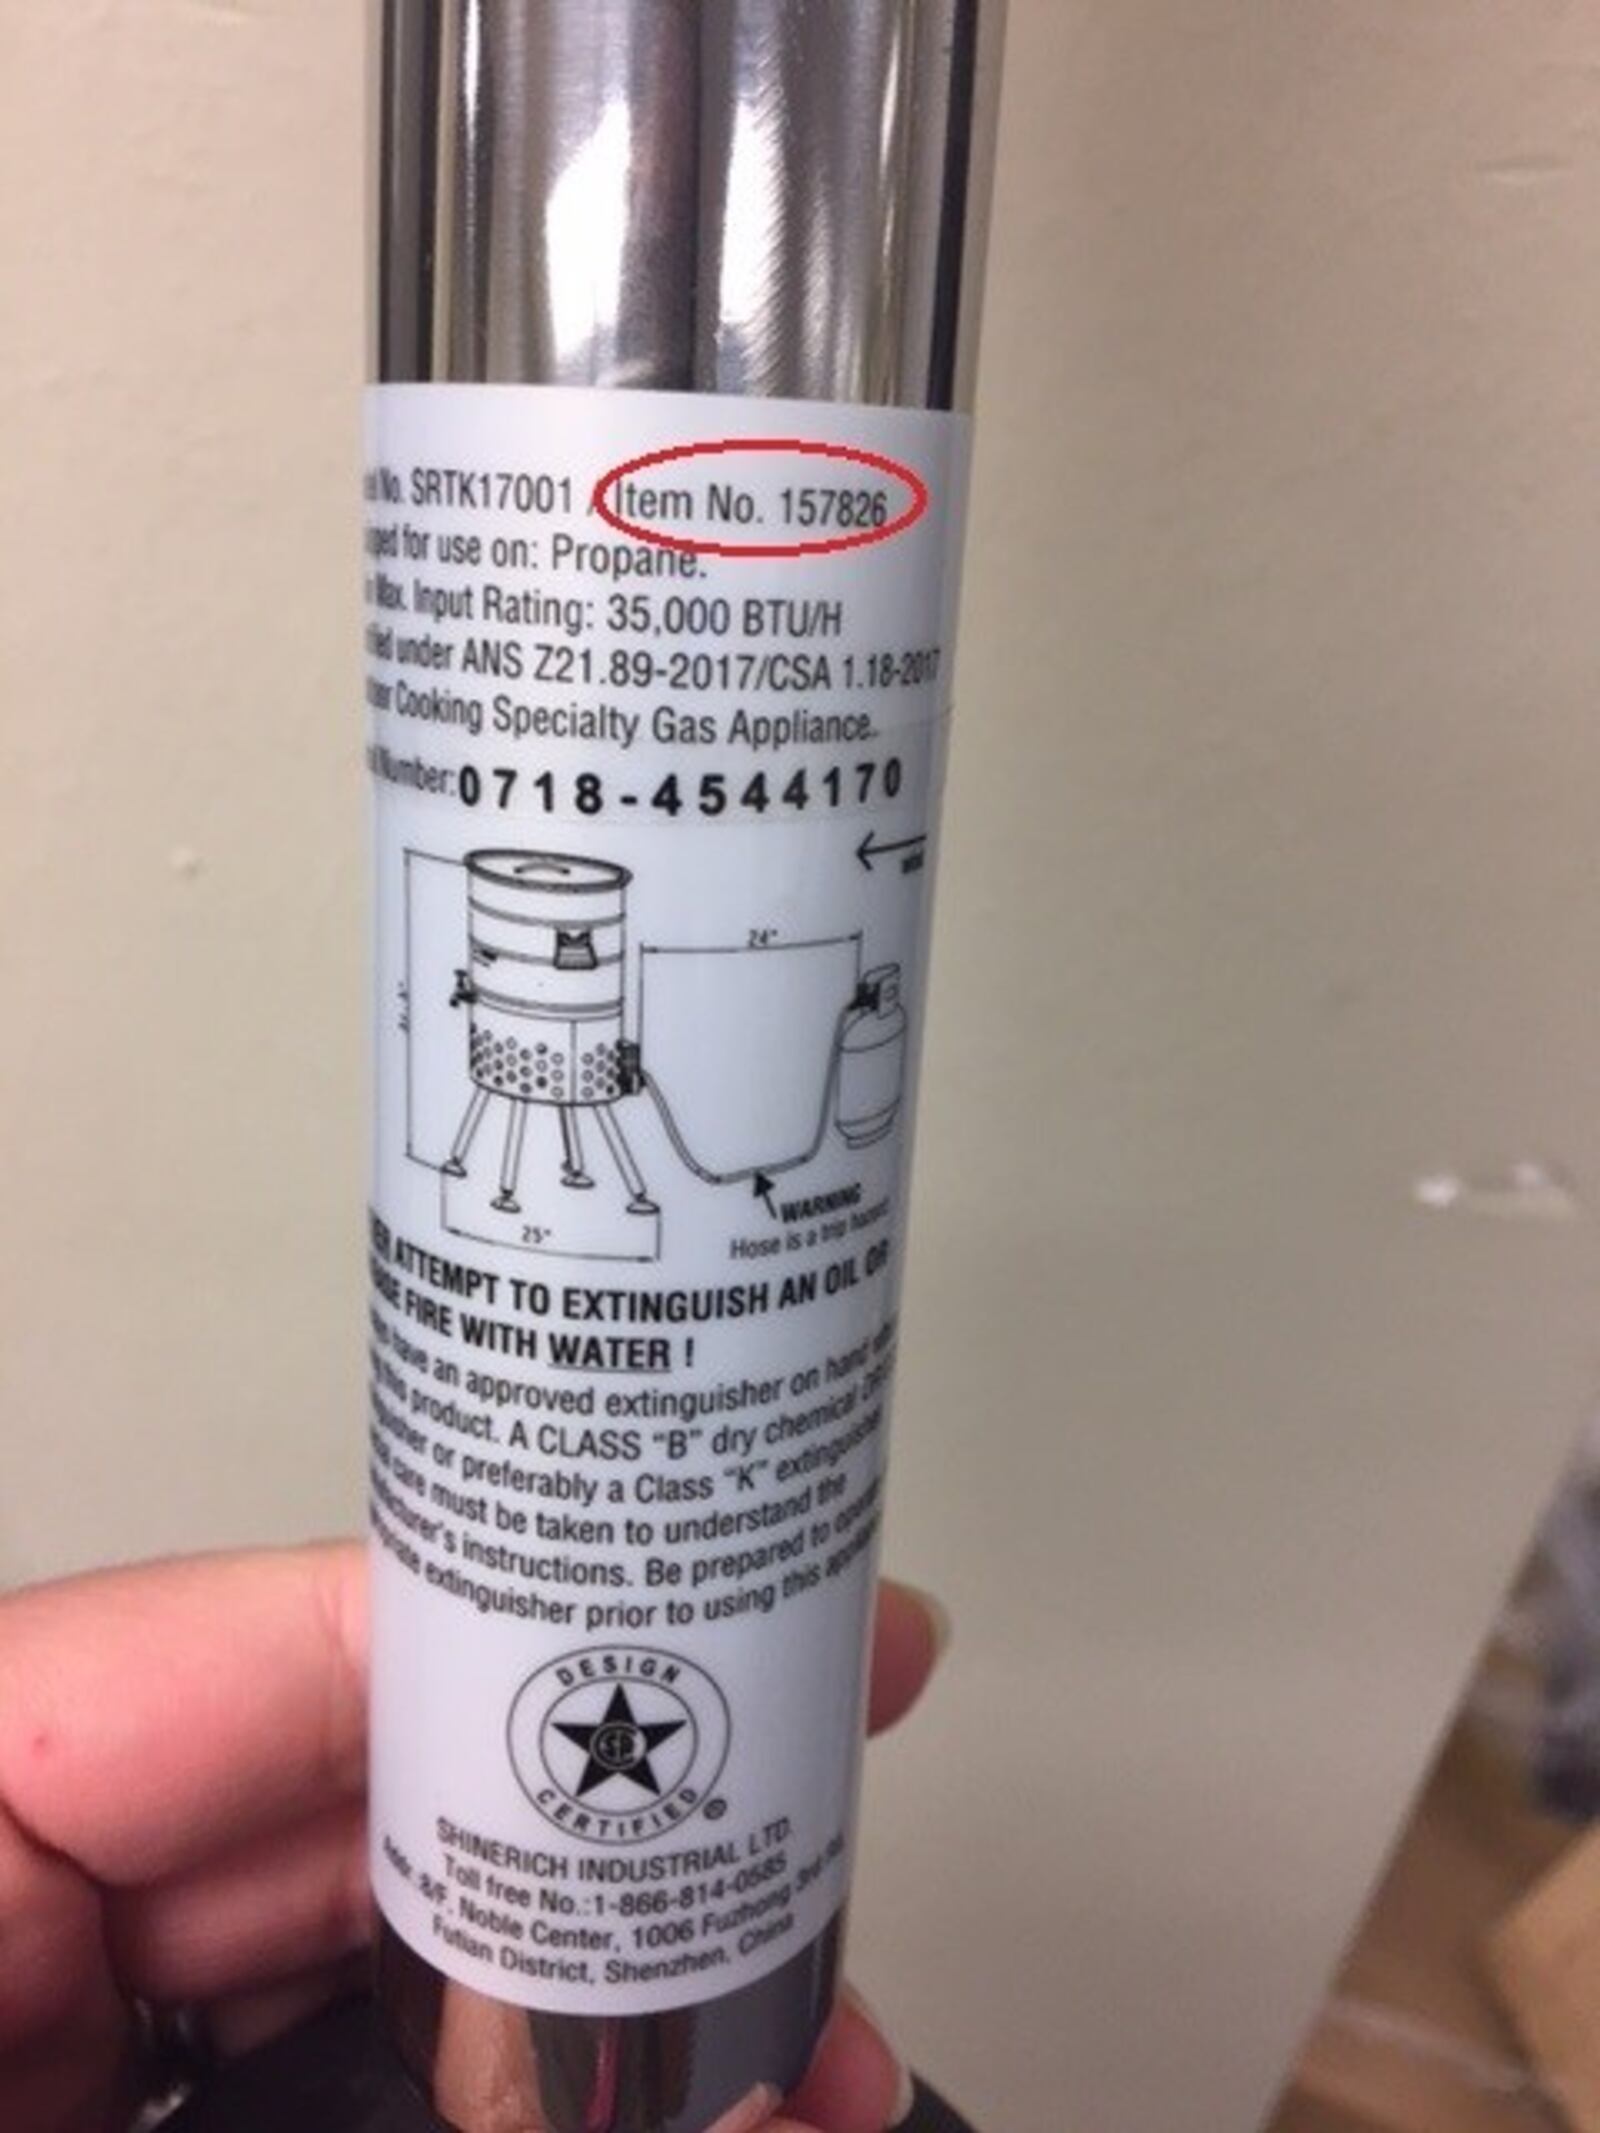 No. SRTK17001 / Item No. 157826
for use on: Propane.
Max. Input Rating: 35,000 BTU/H
under ANS Z21.89-2017/CSA 1.18-2017
Cooking Specialty Gas Appliance.
Number: 0718-4544170
24"
25"
WARNING
Hose is a trip hazard
ATTEMPT TO EXTINGUISH AN OIL OR
FIRE WITH WATER !
have an approved extinguisher on hand
this product. A CLASS “B” dry chemical
or preferably a Class “K” extinguisher
care must be taken to understand the
instructions. Be prepared to
extinguisher prior to using this
DESIGN
CERTIFIED
®
SHINERICH INDUSTRIAL LTD.
Toll free No.:1-866-814-0585
Addr. 8/F. Noble Center, 1006 Fuzhong 3rd Rd.
Futian District, Shenzhen, China